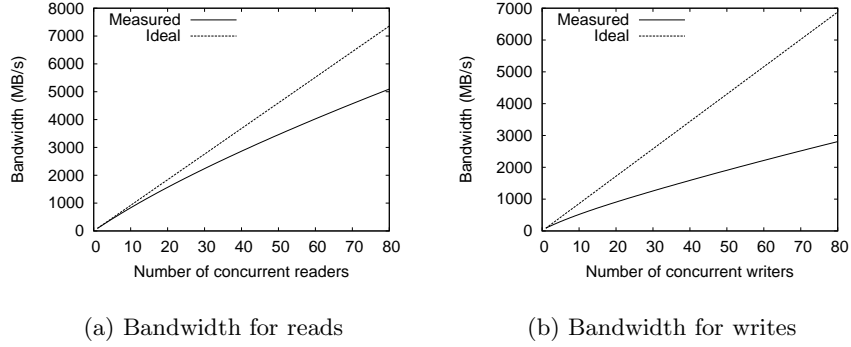 Bandwidth (MB/s)
8000
7000
6000
5000
4000
3000
2000
1000
0
Measured
Ideal
0 10 20 30 40 50 60 70 80
Number of concurrent readers
(a) Bandwidth for reads
Bandwidth (MB/s)
7000
6000
5000
4000
3000
2000
1000
0
Measured
Ideal
0 10 20 30 40 50 60 70 80
Number of concurrent writers
(b) Bandwidth for writes